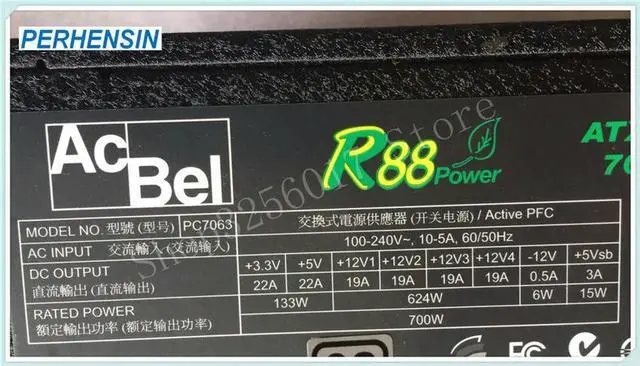 PERHENSIN
AcBel
R88 Power
ATX
MODEL NO. 型號 (型号) PC7063 交換式電源供應器 (开关电源) / Active PFC
AC INPUT 交流輸入 (交流输入) 100-240V~, 10-5A, 60/50Hz
DC OUTPUT +3.3V +5V +12V1 +12V2 +12V3 +12V4 -12V +5Vsb
直流輸出 (直流输出) 22A 22A 19A 19A 19A 19A 0.5A 3A
RATED POWER 133W 624W 6W 15W
額定輸出功率 (额定输出功率) 700W
FC